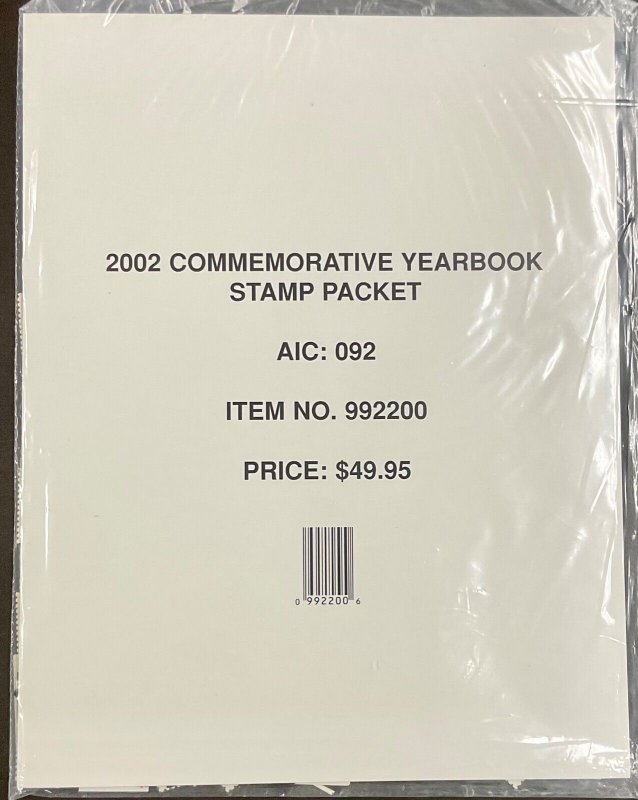 2002 COMMEMORATIVE YEARBOOK
STAMP PACKET
AIC: 092
ITEM NO. 992200
PRICE: $49.95
0 992200 6